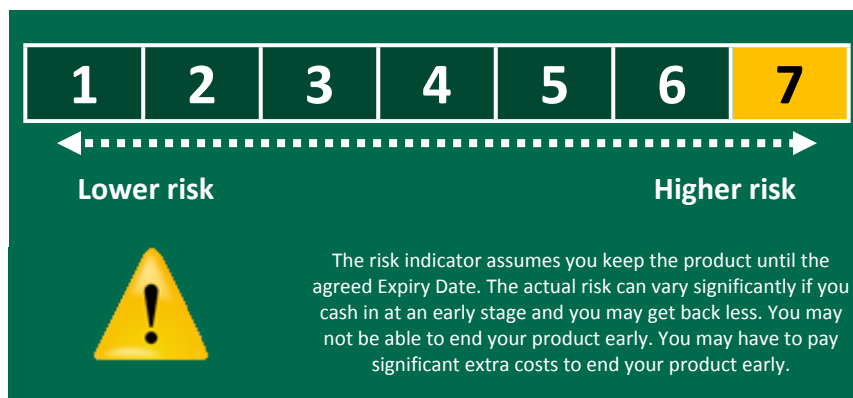 1 2 3 4 5 6 7
Lower risk Higher risk
!
The risk indicator assumes you keep the product until the
agreed Expiry Date. The actual risk can vary significantly if you
cash in at an early stage and you may get back less. You may
not be able to end your product early. You may have to pay
significant extra costs to end your product early.